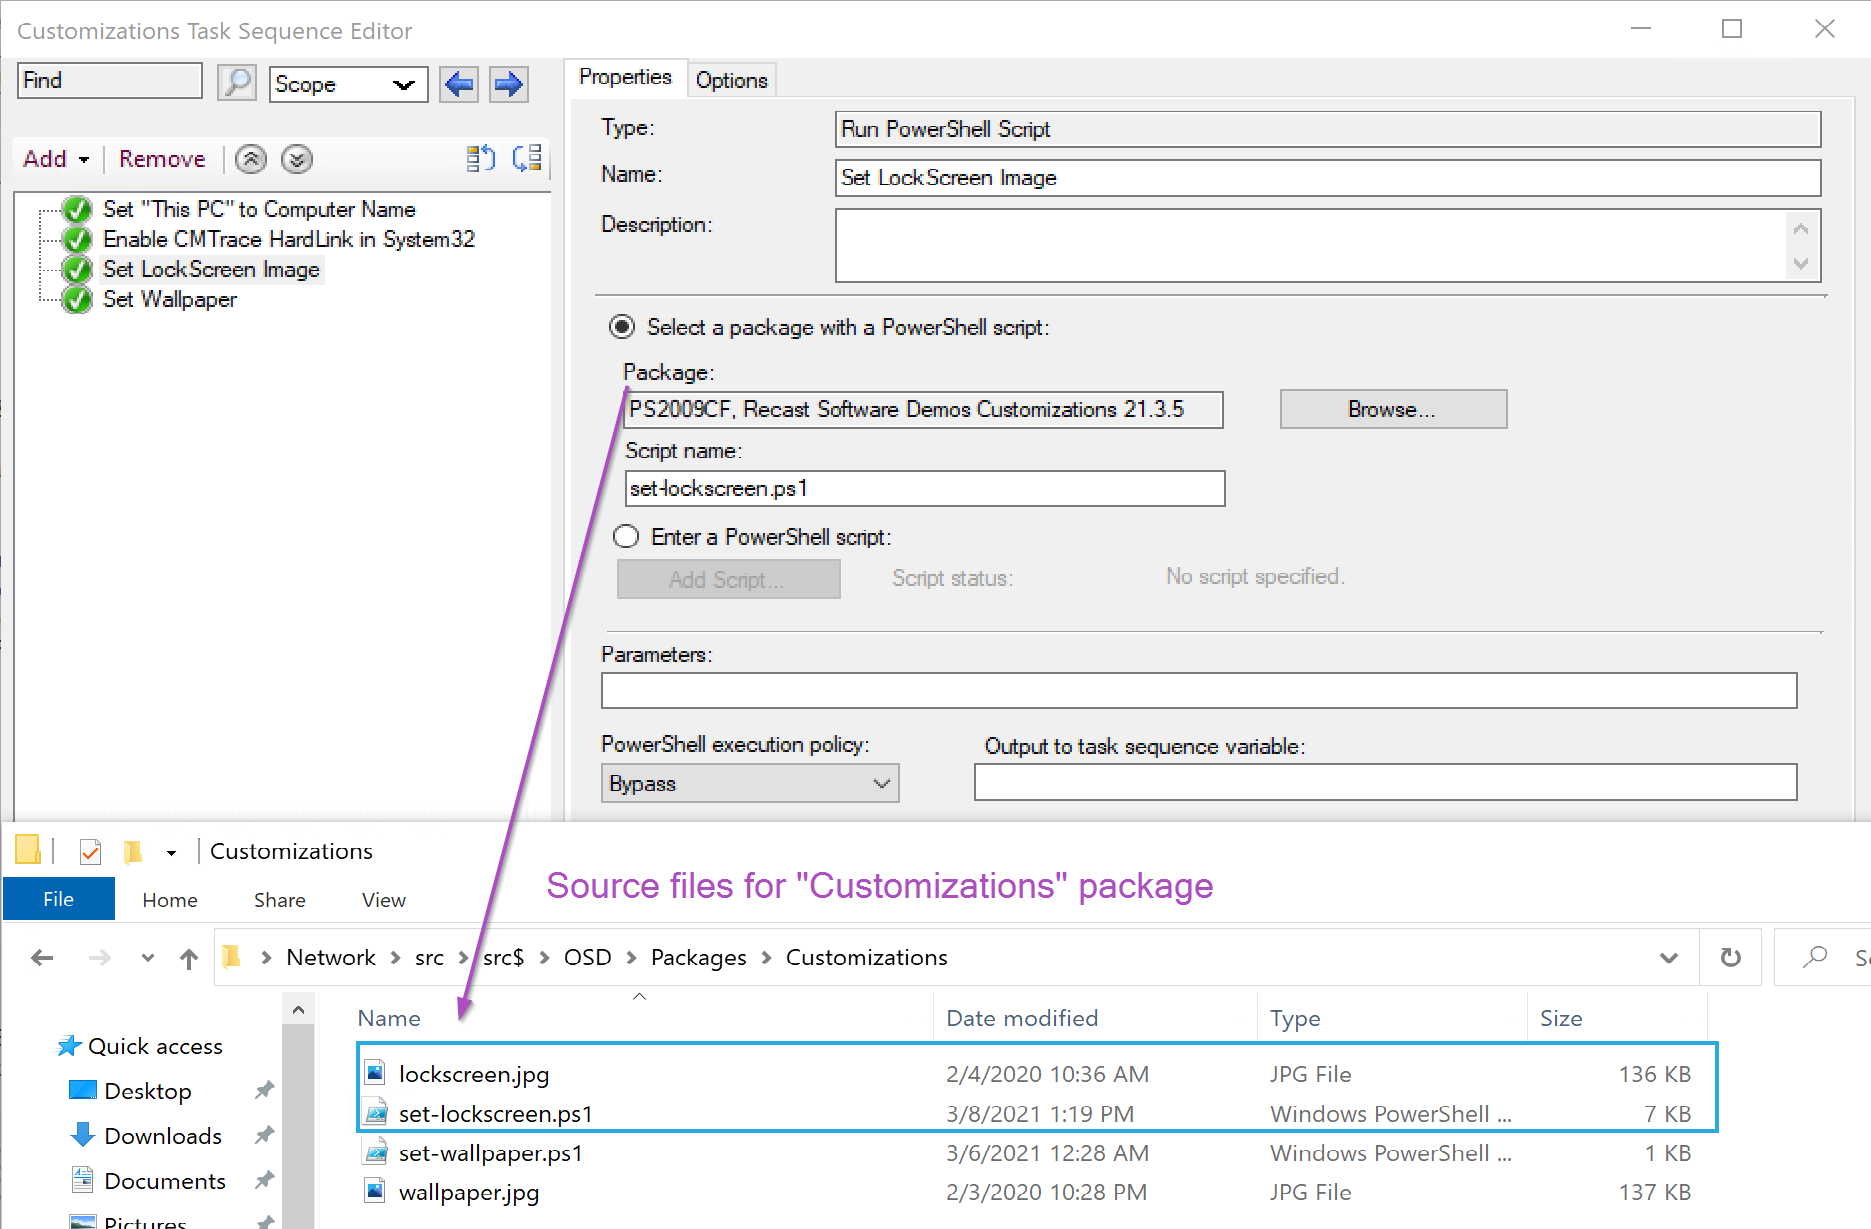 Customizations Task Sequence Editor
Find
Scope
Properties
Options
Add
Remove
Set "This PC" to Computer Name
Enable CMTrace HardLink in System32
Set LockScreen Image
Set Wallpaper
Type:
Run PowerShell Script
Name:
Set LockScreen Image
Description:
Select a package with a PowerShell script:
Package:
PS2009CF, Recast Software Demos Customizations 21.3.5
Browse...
Script name:
set-lockscreen.ps1
Enter a PowerShell script:
Add Script...
Script status:
No script specified.
Parameters:
PowerShell execution policy:
Output to task sequence variable:
Bypass
Customizations
Source files for "Customizations" package
File
Home
Share
View
Network
src
src$
OSD
Packages
Customizations
Name
Date modified
Type
Size
Quick access
Desktop
Downloads
Documents
Pictures
lockscreen.jpg 2/4/2020 10:36 AM JPG File 136 KB
set-lockscreen.ps1 3/8/2021 1:19 PM Windows PowerShell ... 7 KB
set-wallpaper.ps1 3/6/2021 12:28 AM Windows PowerShell ... 1 KB
wallpaper.jpg 2/3/2020 10:28 PM JPG File 137 KB